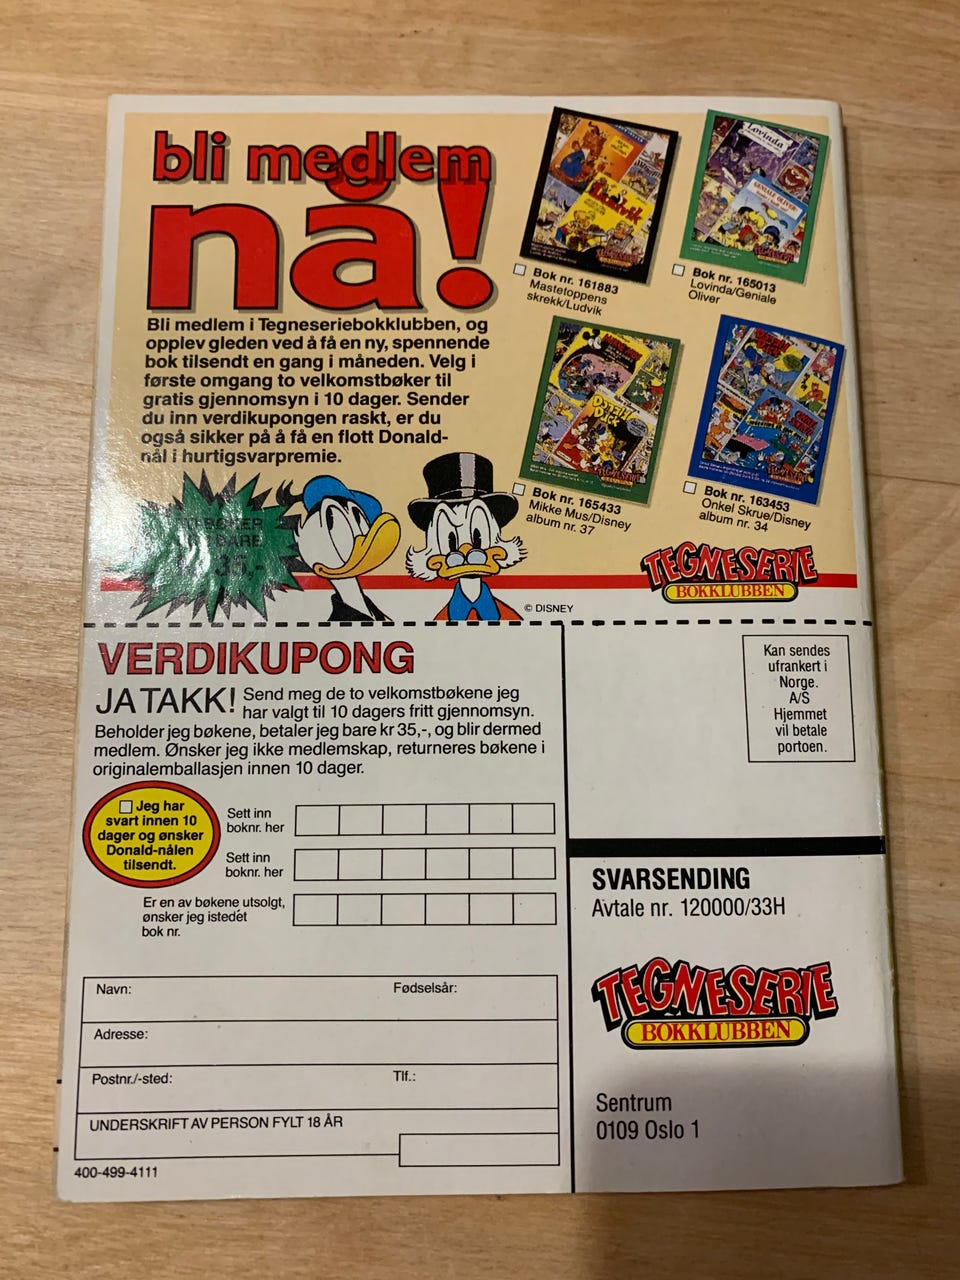 bli medlem
nå!
Bli medlem i Tegneseriebokklubben, og
opplev gleden ved å få en ny, spennende
bok tilsendt en gang i måneden. Velg i
første omgang to velkomstbøker til
gratis gjennomsyn i 10 dager. Sender
du inn verdikupongen raskt, er du
også sikker på å få en flott Donald-
nål i hurtigsvarpremie.
BØKER
BARE
35,-
Lovinda
GENIALE OLIVER
Bok nr. 161883
Mastetoppens
skrekk/Ludvik
Bok nr. 165013
Lovinda/Geniale
Oliver
Bok nr. 165433
Mikke Mus/Disney
album nr. 37
Bok nr. 163453
Onkel Skrue/Disney
album nr. 34
© DISNEY
TEGNESERIE
BOKKLUBBEN
VERDIKUPONG
JA TAKK! Send meg de to velkomstbøkene jeg
har valgt til 10 dagers fritt gjennomsyn.
Beholder jeg bøkene, betaler jeg bare kr 35,-, og blir dermed
medlem. Ønsker jeg ikke medlemskap, returneres bøkene i
originalemballasjen innen 10 dager.
Jeg har
svart innen 10
dager og ønsker
Donald-nålen
tilsendt.
Sett inn
boknr. her
Sett inn
boknr. her
Er en av bøkene utsolgt,
ønsker jeg istedet
bok nr.
Navn:
Fødselsår:
Adresse:
Postnr./-sted:
Tlf.:
UNDERSKRIFT AV PERSON FYLT 18 ÅR
400-499-4111
Kan sendes
ufrankert i
Norge.
A/S
Hjemmet
vil betale
portoen.
SVARSENDING
Avtale nr. 120000/33H
TEGNESERIE
BOKKLUBBEN
Sentrum
0109 Oslo 1